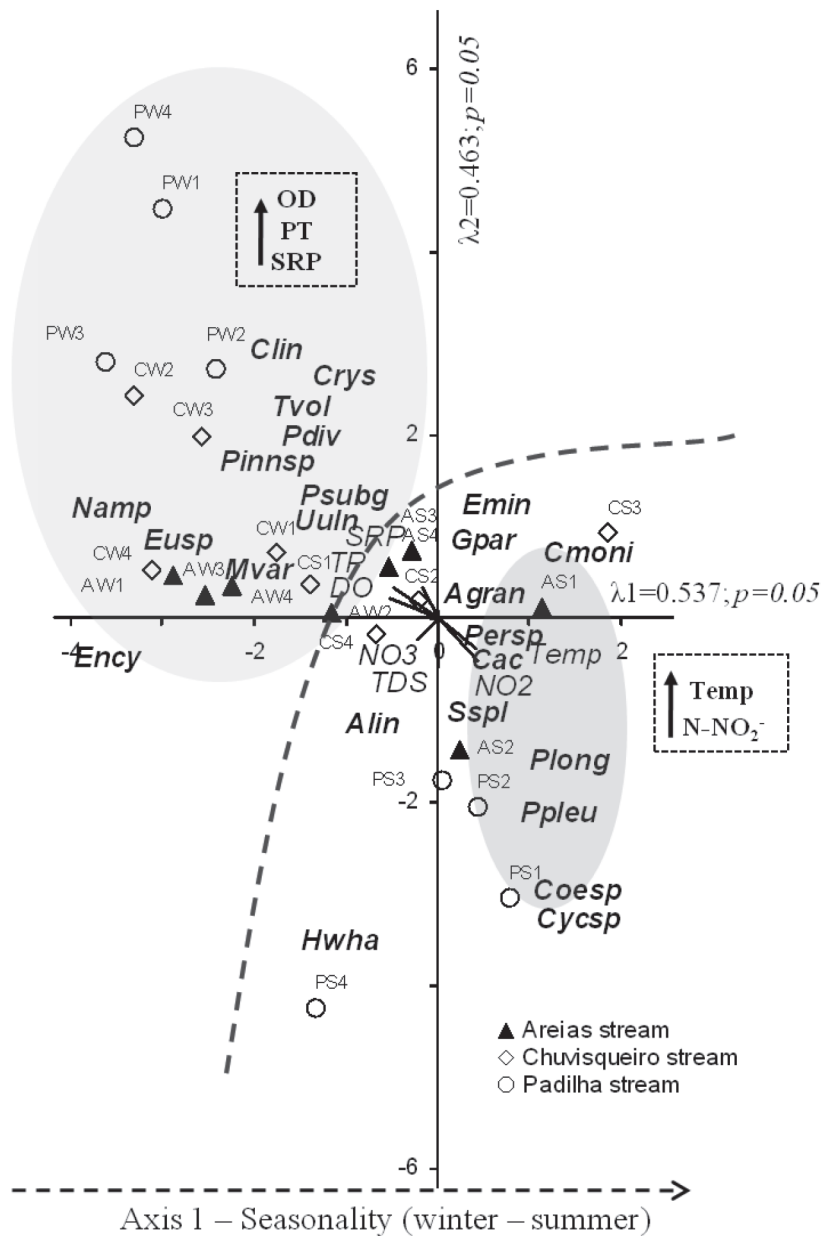 6
λ2=0.463; p=0.05
PW4
PW1
OD
PT
SRP
PW3
PW2
CW2
Clin
Crys
Tvol
CW3
2
Pdiv
Pinnsp
Psubg
Namp
Emin
CS3
Uuln
AS3
Eusp
CW1
SRP
AS4
Gpar
CW4
AW3
Mvar
CS1
TP
Cmoni
AW1
DO
CS2
AS1
AW4
AW2
Agran
λ1=0.537; p=0.05
CS4
Persp
-4
Ency
-2
NO3
0
Cac
Temp
2
TDS
NO2
Temp
N-NO₂⁻
Alin
Sspl
AS2
Plong
PS3
PS2
-2
Ppleu
PS1
Coesp
Cycsp
Hwha
PS4
Areias stream
Chuvisqueiro stream
Padilha stream
-6
Axis 1 – Seasonality (winter – summer)